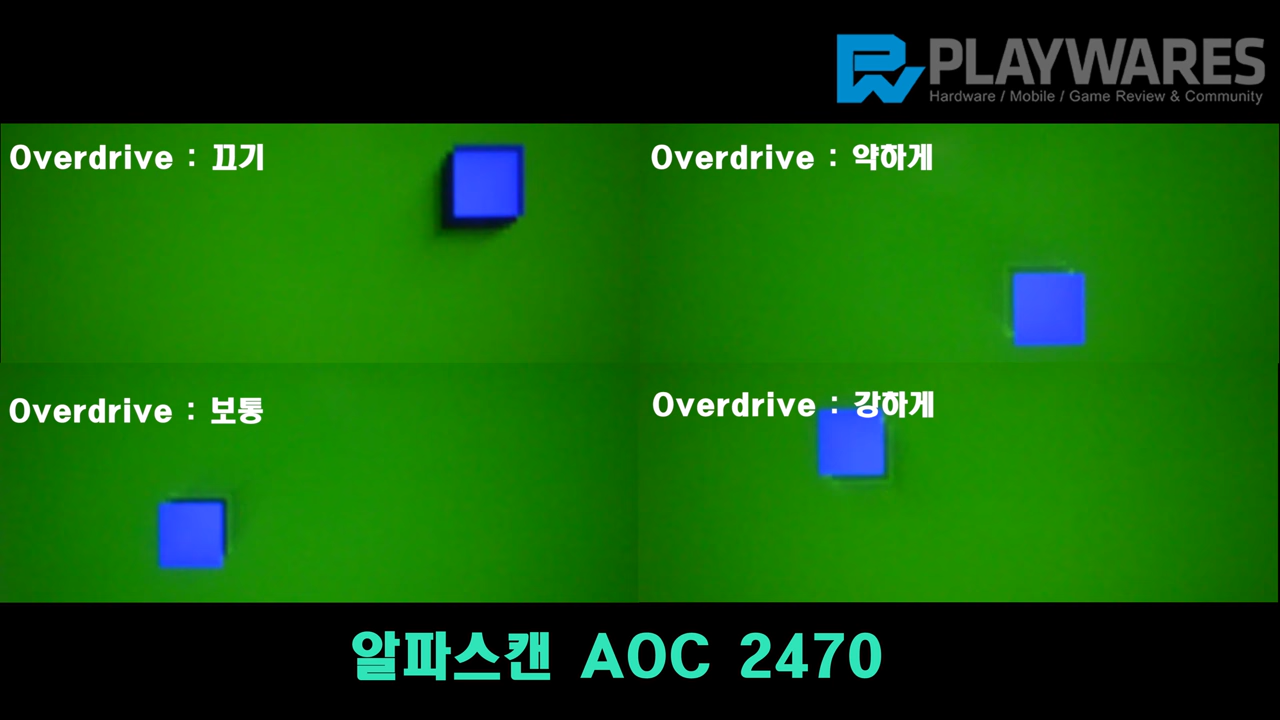 PLAYWARES
Hardware / Mobile / Game Review & Community
Overdrive : 끄기
Overdrive : 약하게
Overdrive : 보통
Overdrive : 강하게
알파스캔 AOC 2470